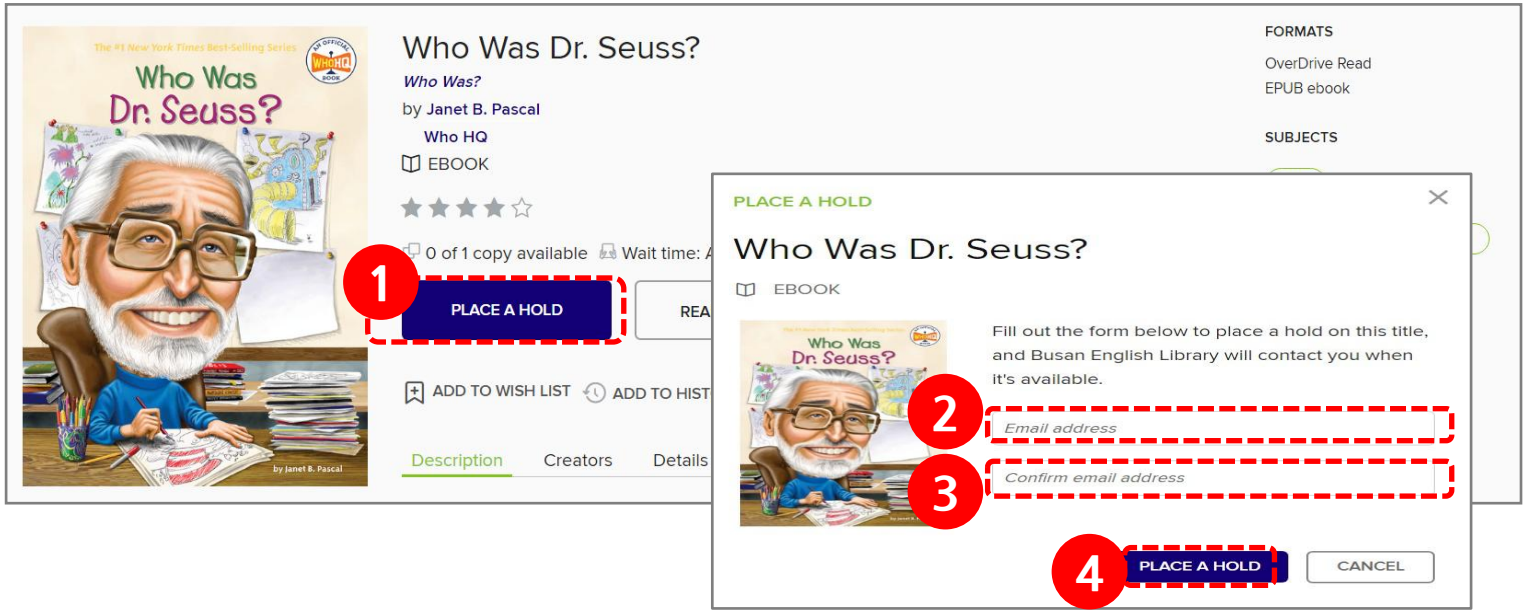 The #1 New York Times Best-Selling Series
AN OFFICIAL
WHOHQ
BOOK
Who Was
Dr. Seuss?
by Janet B. Pascal
Who Was Dr. Seuss?
Who Was?
by Janet B. Pascal
Who HQ
EBOOK
0 of 1 copy available Wait time: A
1
PLACE A HOLD
REA
ADD TO WISH LIST ADD TO HIST
Description Creators Details
FORMATS
OverDrive Read
EPUB ebook
SUBJECTS
PLACE A HOLD
Who Was Dr. Seuss?
EBOOK
Who Was
Dr. Seuss?
Fill out the form below to place a hold on this title,
and Busan English Library will contact you when
it's available.
2
Email address
3
Confirm email address
4
PLACE A HOLD
CANCEL